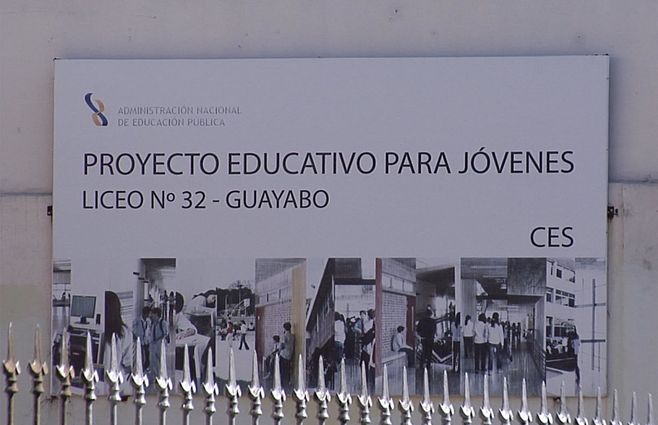 ADMINISTRACIÓN NACIONAL
DE EDUCACIÓN PÚBLICA
PROYECTO EDUCATIVO PARA JÓVENES
LICEO Nº 32 - GUAYABO
CES